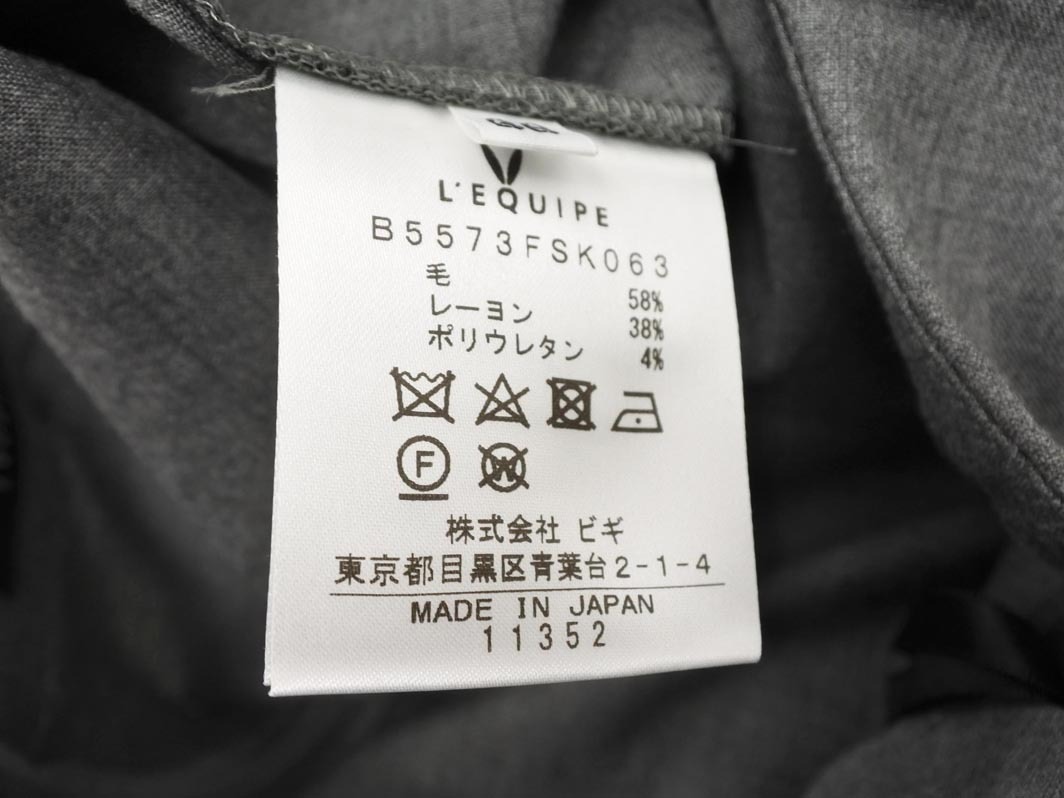 L'EQUIPE
B5573FSK063
毛 58%
レーヨン 38%
ポリウレタン 4%
F
W
株式会社 ビギ
東京都目黒区青葉台2-1-4
MADE IN JAPAN
11352